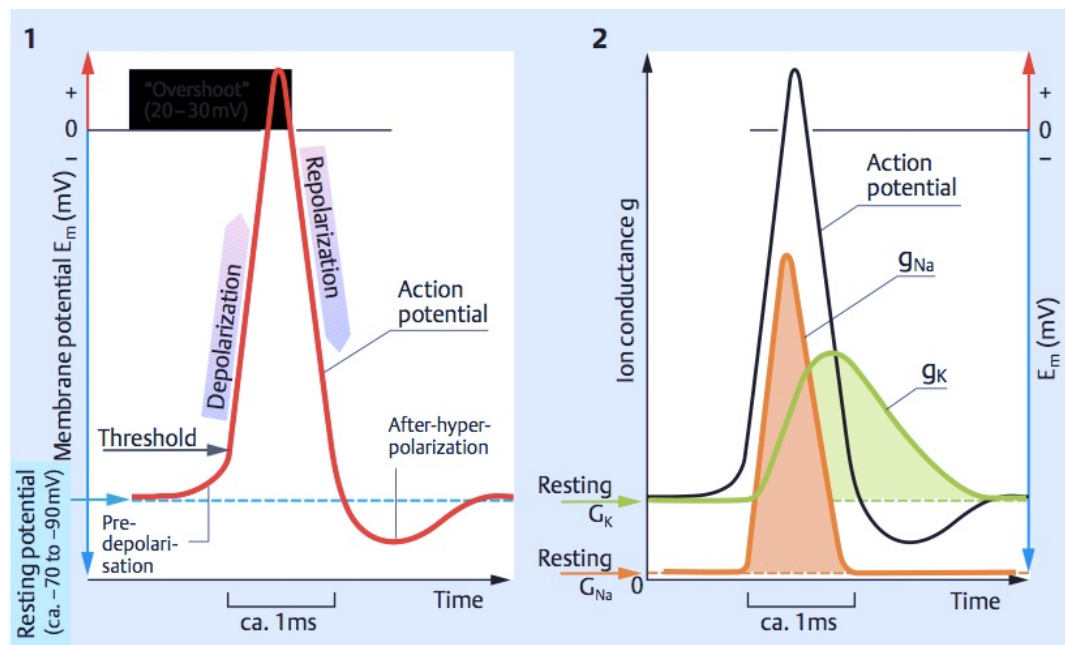 1
"Overshoot"
(20–30mV)
+
0
–
Membrane potential Em (mV)
Depolarization
Repolarization
Action
potential
Threshold
After-hyper-
polarization
Pre-
depolari-
sation
Resting potential
(ca. –70 to –90mV)
Time
ca. 1ms
2
Ion conductance g
+
0
–
Em (mV)
Action
potential
gNa
gK
Resting
GK
Resting
GNa
0
Time
ca. 1ms